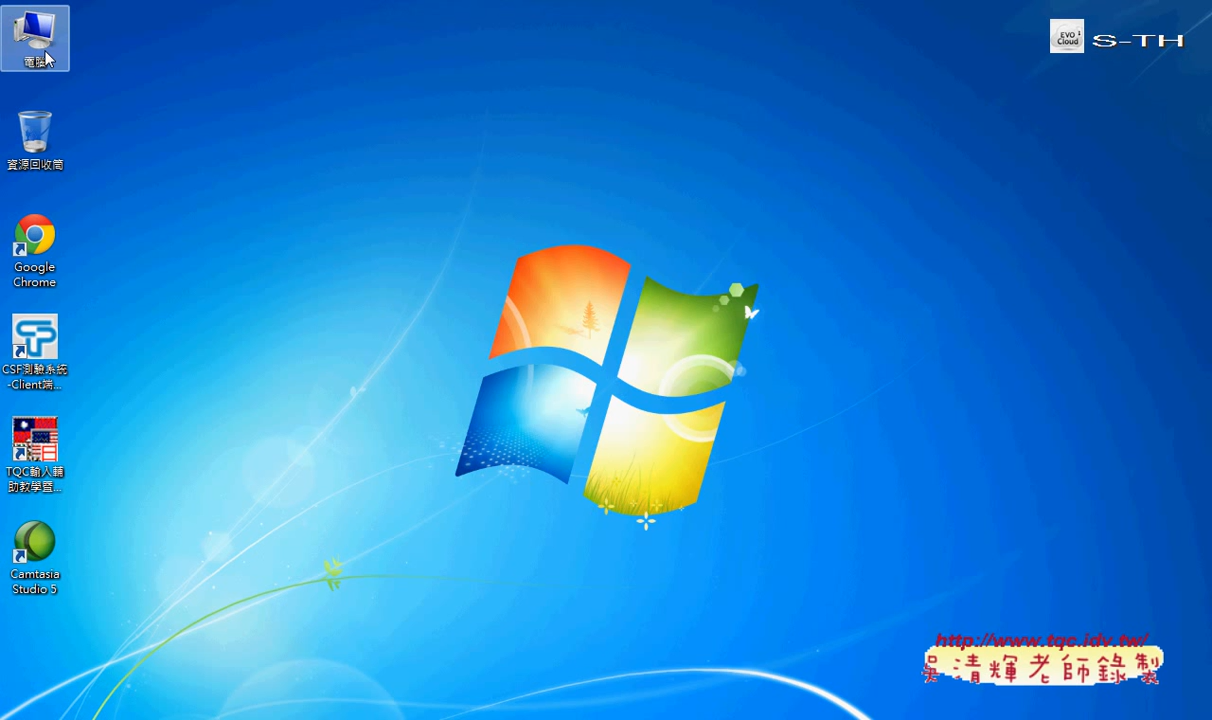 電腦
資源回收筒
Google
Chrome
CSF測驗系統
-Client端...
TQC輸入輔
助教學暨...
Camtasia
Studio 5
EVO
Cloud
S-TH
http://www.tqc.idv.tw/
吳清輝老師錄製